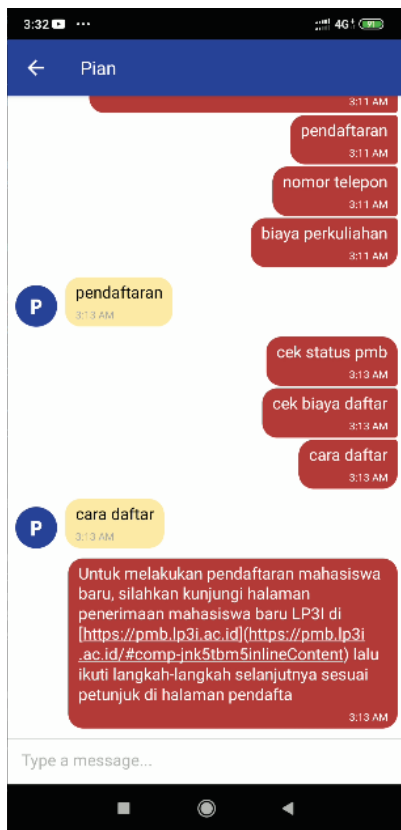 3:32 ... 4G 91
Pian
3:11 AM
pendaftaran
3:11 AM
nomor telepon
3:11 AM
biaya perkuliahan
3:11 AM
P
pendaftaran
3:13 AM
cek status pmb
3:13 AM
cek biaya daftar
3:13 AM
cara daftar
3:13 AM
P
cara daftar
3:13 AM
Untuk melakukan pendaftaran mahasiswa
baru, silahkan kunjungi halaman
penerimaan mahasiswa baru LP3I di
[https://pmb.lp3i.ac.id](https://pmb.lp3i
.ac.id/#comp-jnk5tbm5inlineContent) lalu
ikuti langkah-langkah selanjutnya sesuai
petunjuk di halaman pendafta
3:13 AM
Type a message...